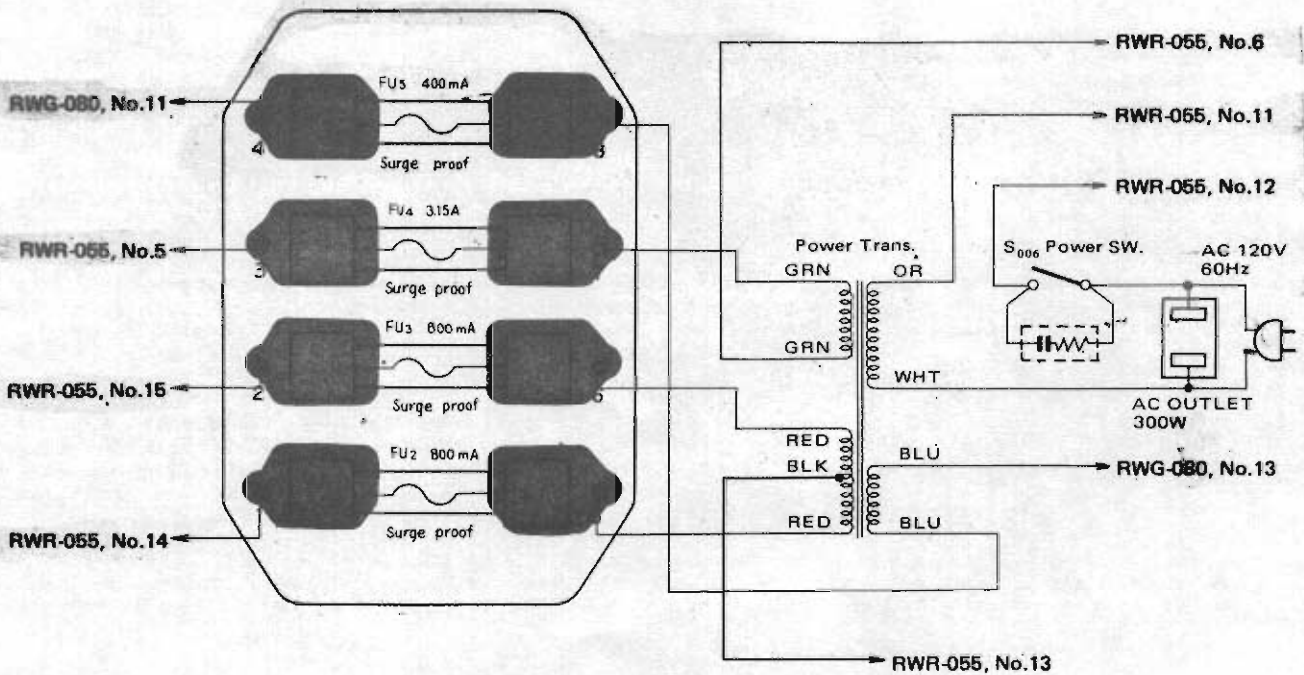 RWR-055, No.6
FU5 400mA
RWG-080, No.11
4
Surge proof
RWR-055, No.11
RWR-055, No.12
FU4 3.15A
RWR-055, No.5
3
Surge proof
Power Trans.
S006 Power SW.
AC 120V
60Hz
GRN
OR
GRN
WHT
FU3 800mA
RWR-055, No.15
2
Surge proof
AC OUTLET
300W
RED
BLK
RED
BLU
RWG-080, No.13
BLU
FU2 800mA
Surge proof
RWR-055, No.14
RWR-055, No.13